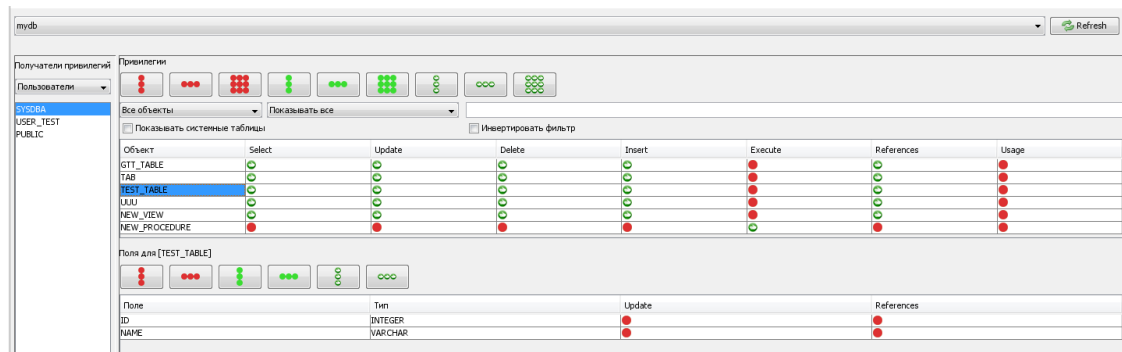 mydb
Refresh
Получатели привилегий
Пользователи
SYSDBA
USER_TEST
PUBLIC
Привилегии
Все объекты Показывать все
Показывать системные таблицы Инвертировать фильтр
Объект Select Update Delete Insert Execute References Usage
GTT_TABLE
TAB
TEST_TABLE
UUU
NEW_VIEW
NEW_PROCEDURE
Поля для [TEST_TABLE]
Поле Тип Update References
ID INTEGER
NAME VARCHAR